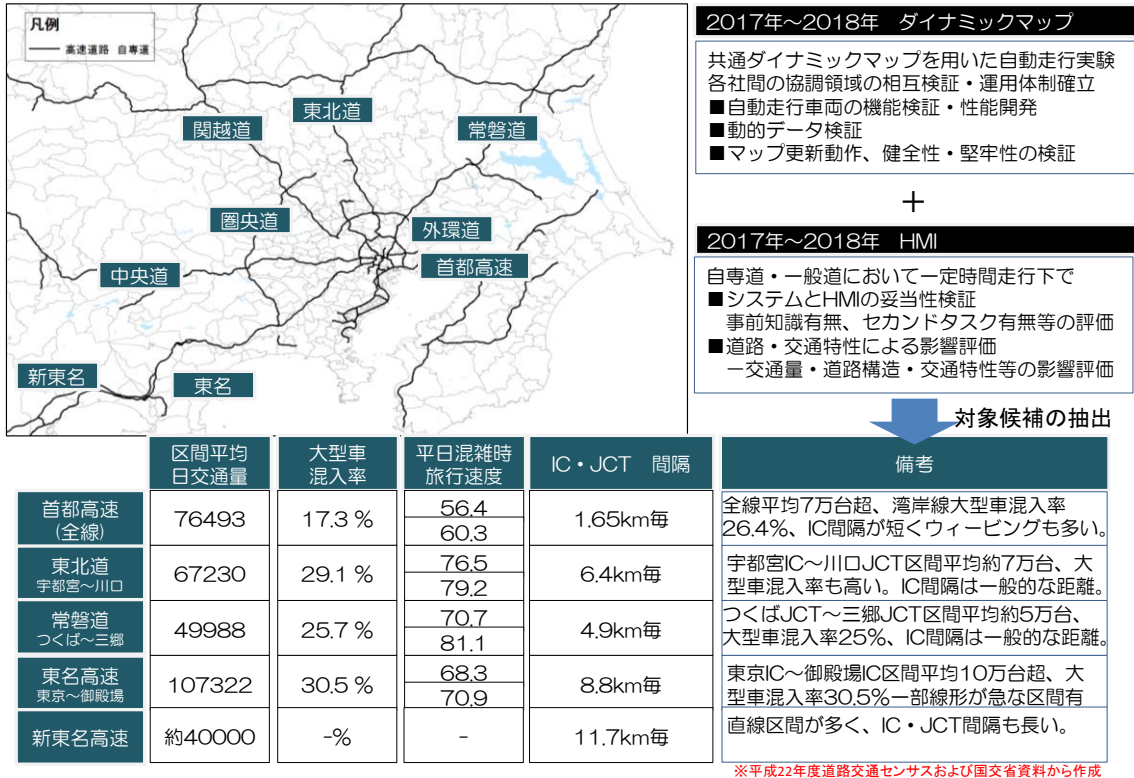 凡例
高速道路 自専道
東北道
関越道
常磐道
圏央道
外環道
首都高速
中央道
新東名
東名
2017年~2018年 ダイナミックマップ
共通ダイナミックマップを用いた自動走行実験
各社間の協調領域の相互検証・運用体制確立
■自動走行車両の機能検証・性能開発
■動的データ検証
■マップ更新動作、健全性・堅牢性の検証
+
2017年~2018年 HMI
自専道・一般道において一定時間走行下で
■システムとHMIの妥当性検証
事前知識有無、セカンドタスク有無等の評価
■道路・交通特性による影響評価
ー交通量・道路構造・交通特性等の影響評価
対象候補の抽出
区間平均
日交通量
大型車
混入率
平日混雑時
旅行速度
IC・JCT 間隔
備考
首都高速
(全線)
76493
17.3 %
56.4
60.3
1.65km毎
全線平均7万台超、湾岸線大型車混入率
26.4%、IC間隔が短くウィービングも多い。
東北道
宇都宮~川口
67230
29.1 %
76.5
79.2
6.4km毎
宇都宮IC~川口JCT区間平均約7万台、大
型車混入率も高い。IC間隔は一般的な距離。
常磐道
つくば~三郷
49988
25.7 %
70.7
81.1
4.9km毎
つくばJCT~三郷JCT区間平均約5万台、
大型車混入率25%、IC間隔は一般的な距離。
東名高速
東京~御殿場
107322
30.5 %
68.3
70.9
8.8km毎
東京IC~御殿場IC区間平均10万台超、大
型車混入率30.5%一部線形が急な区間有
新東名高速
約40000
-%
-
11.7km毎
直線区間が多く、IC・JCT間隔も長い。
※平成22年度道路交通センサスおよび国交省資料から作成